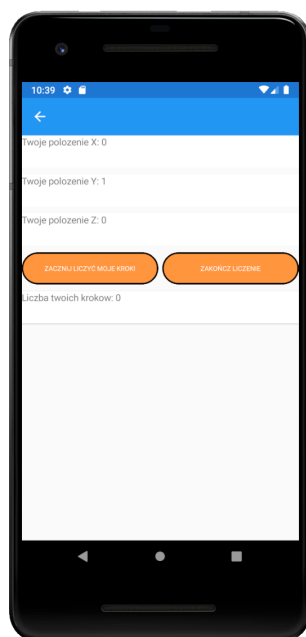 10:39
Twoje polozenie X: 0
Twoje polozenie Y: 1
Twoje polozenie Z: 0
ZACZNIJ LICZYĆ MOJE KROKI
ZAKOŃCZ LICZENIE
Liczba twoich krokow: 0